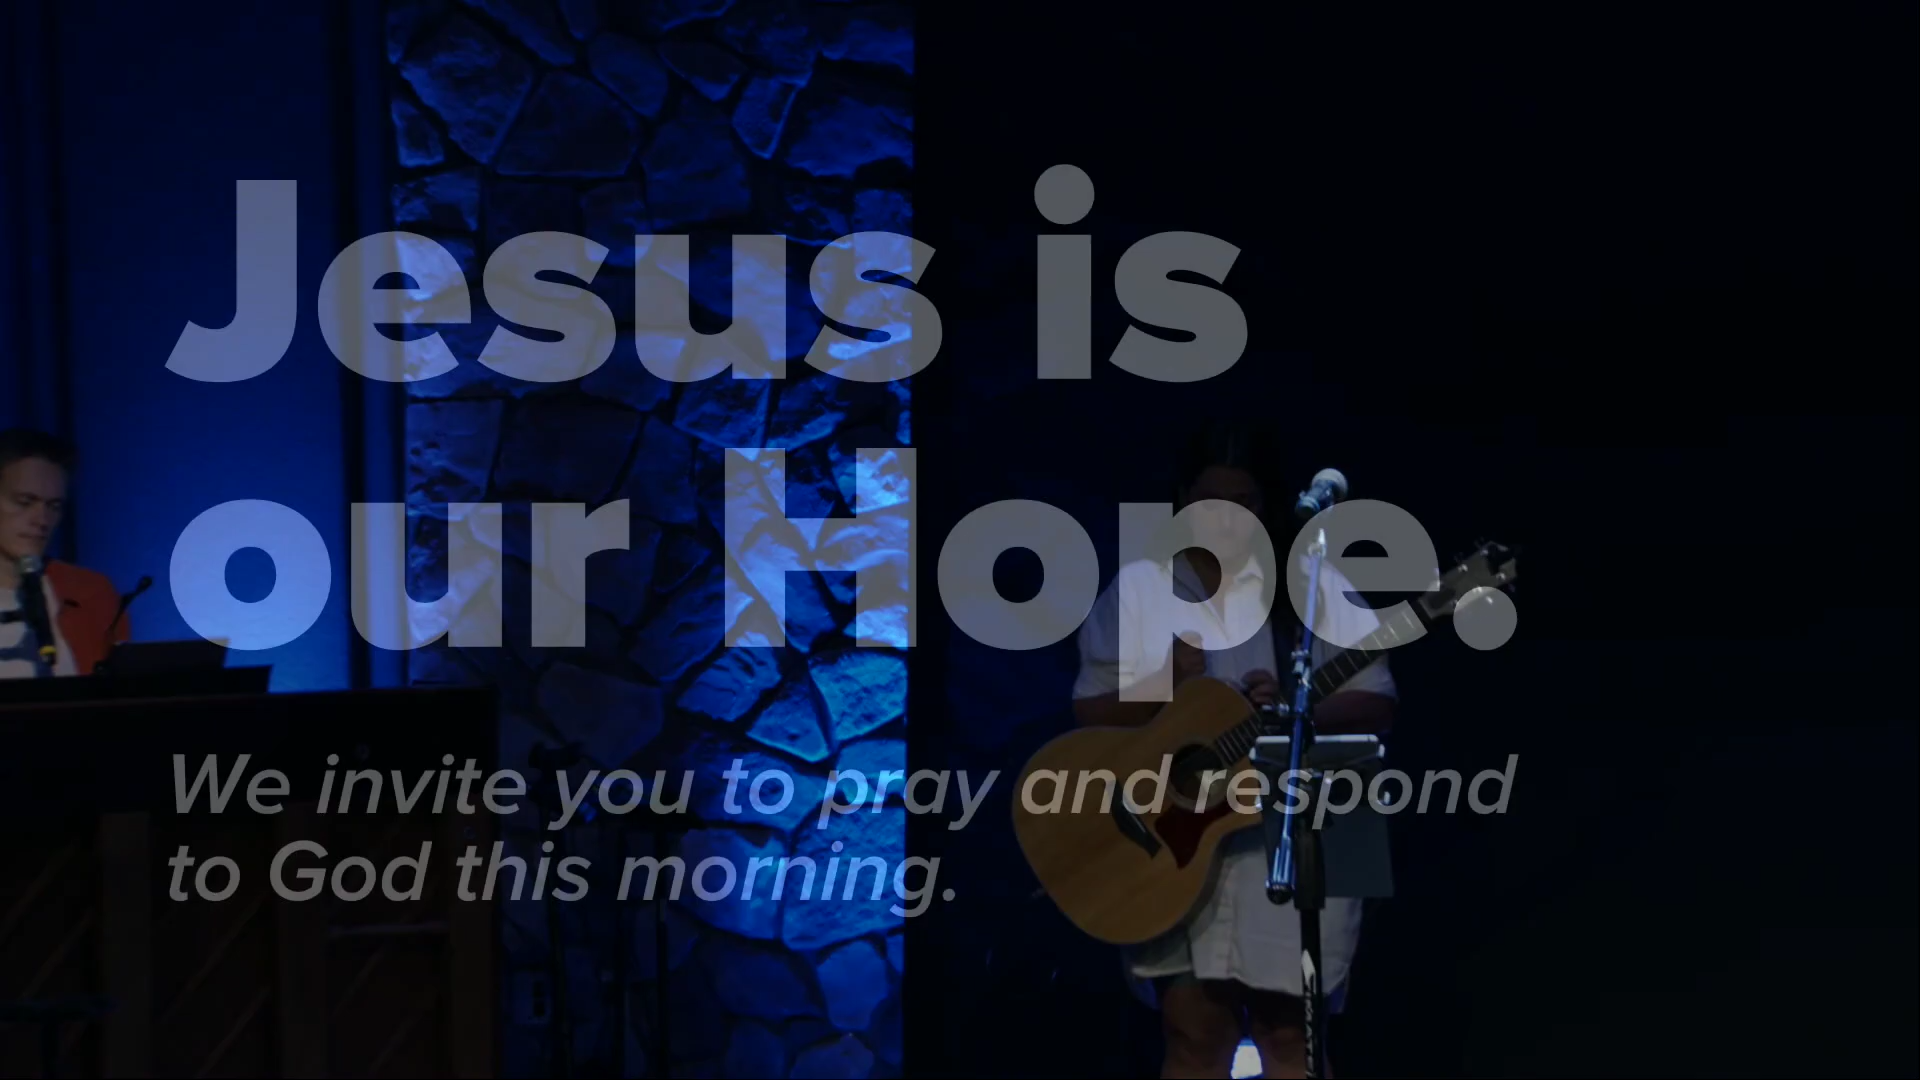 Jesus is
our Hope.
We invite you to pray and respond
to God this morning.